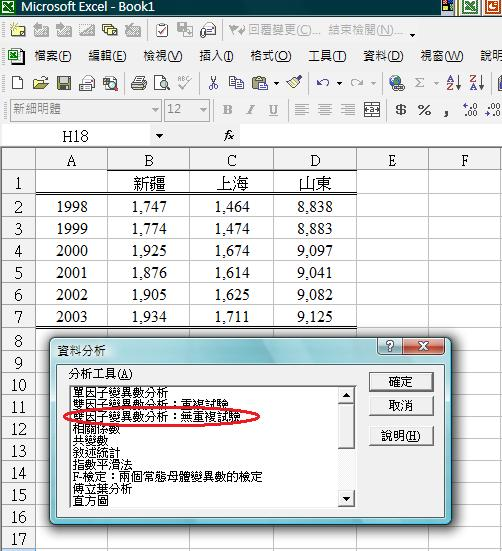 Microsoft Excel - Book1
回覆變更(C)... 結束檢閱(N)...
檔案(F) 編輯(E) 檢視(V) 插入(I) 格式(O) 工具(T) 資料(D) 視窗(W) 說明
新細明體 12 B I U $ % ,
H18 fx
A B C D E F
1 新疆 上海 山東
2 1998 1,747 1,464 8,838
3 1999 1,774 1,474 8,883
4 2000 1,925 1,674 9,097
5 2001 1,876 1,614 9,041
6 2002 1,905 1,625 9,082
7 2003 1,934 1,711 9,125
8
9
10
11
12
13
14
15
16
17
資料分析
分析工具(A)
單因子變異數分析
雙因子變異數分析：重複試驗
雙因子變異數分析：無重複試驗
相關係數
共變數
敘述統計
指數平滑法
F-檢定：兩個常態母體變異數的檢定
傅立葉分析
直方圖
確定
取消
說明(H)